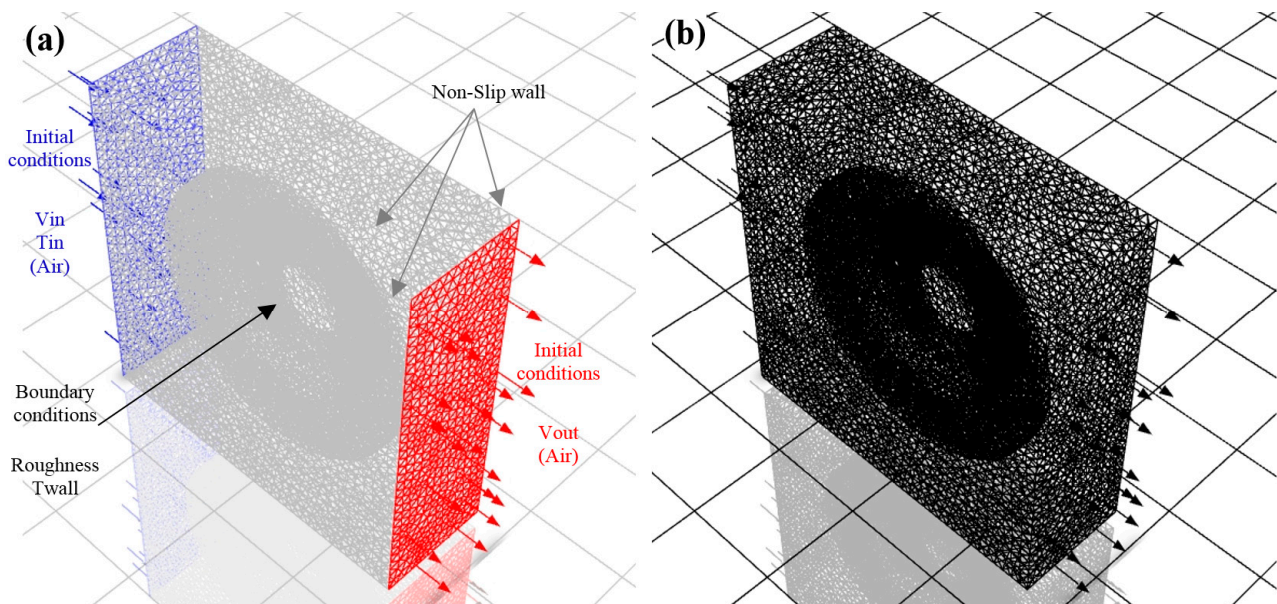 (a)
Non-Slip wall
Initial
conditions
Vin
Tin
(Air)
Boundary
conditions
Roughness
Twall
Initial
conditions
Vout
(Air)
(b)